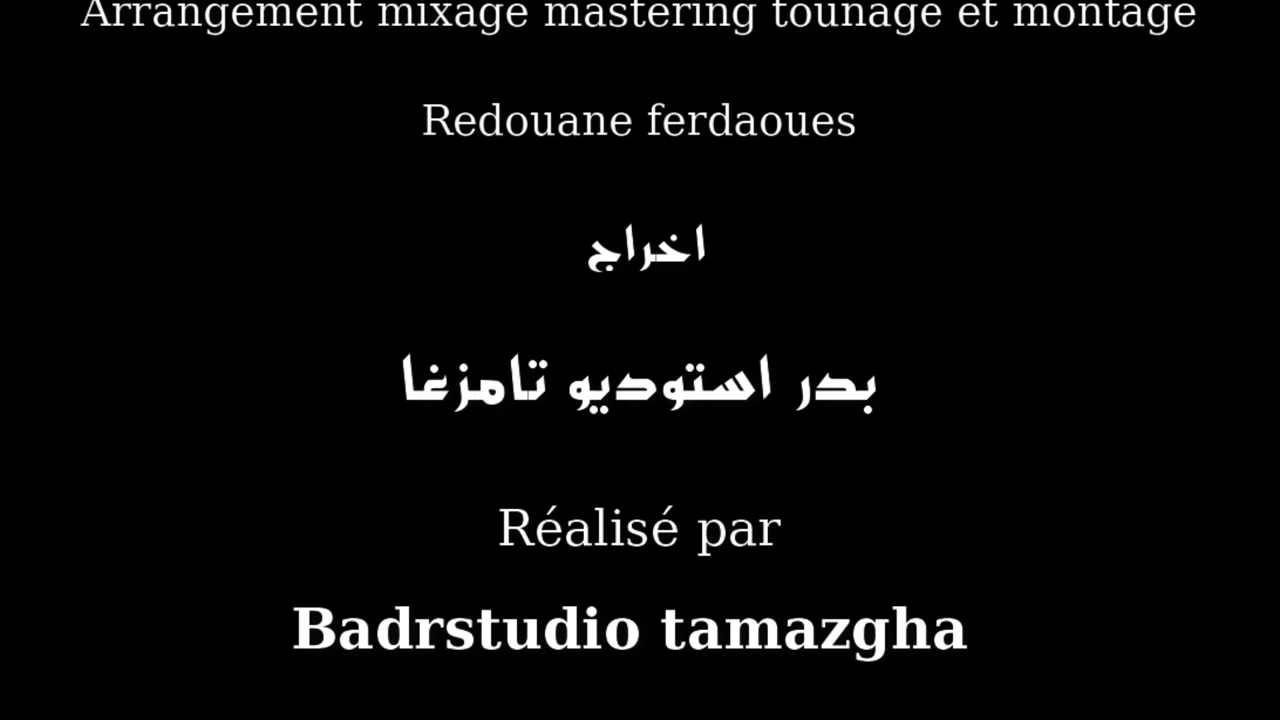 Arrangement mixage mastering tounage et montage
Redouane ferdaoues
اخراج
بدر استوديو تامزغا
Réalisé par
Badrstudio tamazgha